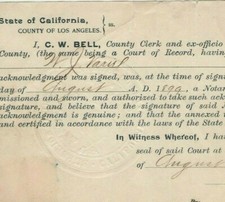 State of California,
COUNTY OF LOS ANGELES. } ss.
I, C. W. BELL, County Clerk and ex-officio
County, (the same being a Court of Record, having
W J
acknowledgment was signed, was, at the time of sign
day of August A. D. 189 , a Notar
missioned and sworn, and authorized to take such
signature, and believe that the signature of said
acknowledgment is genuine; and that the annexed
and certified in accordance with the laws of the State
IN WITNESS WHEREOF, I ha
seal of said Court at
of August